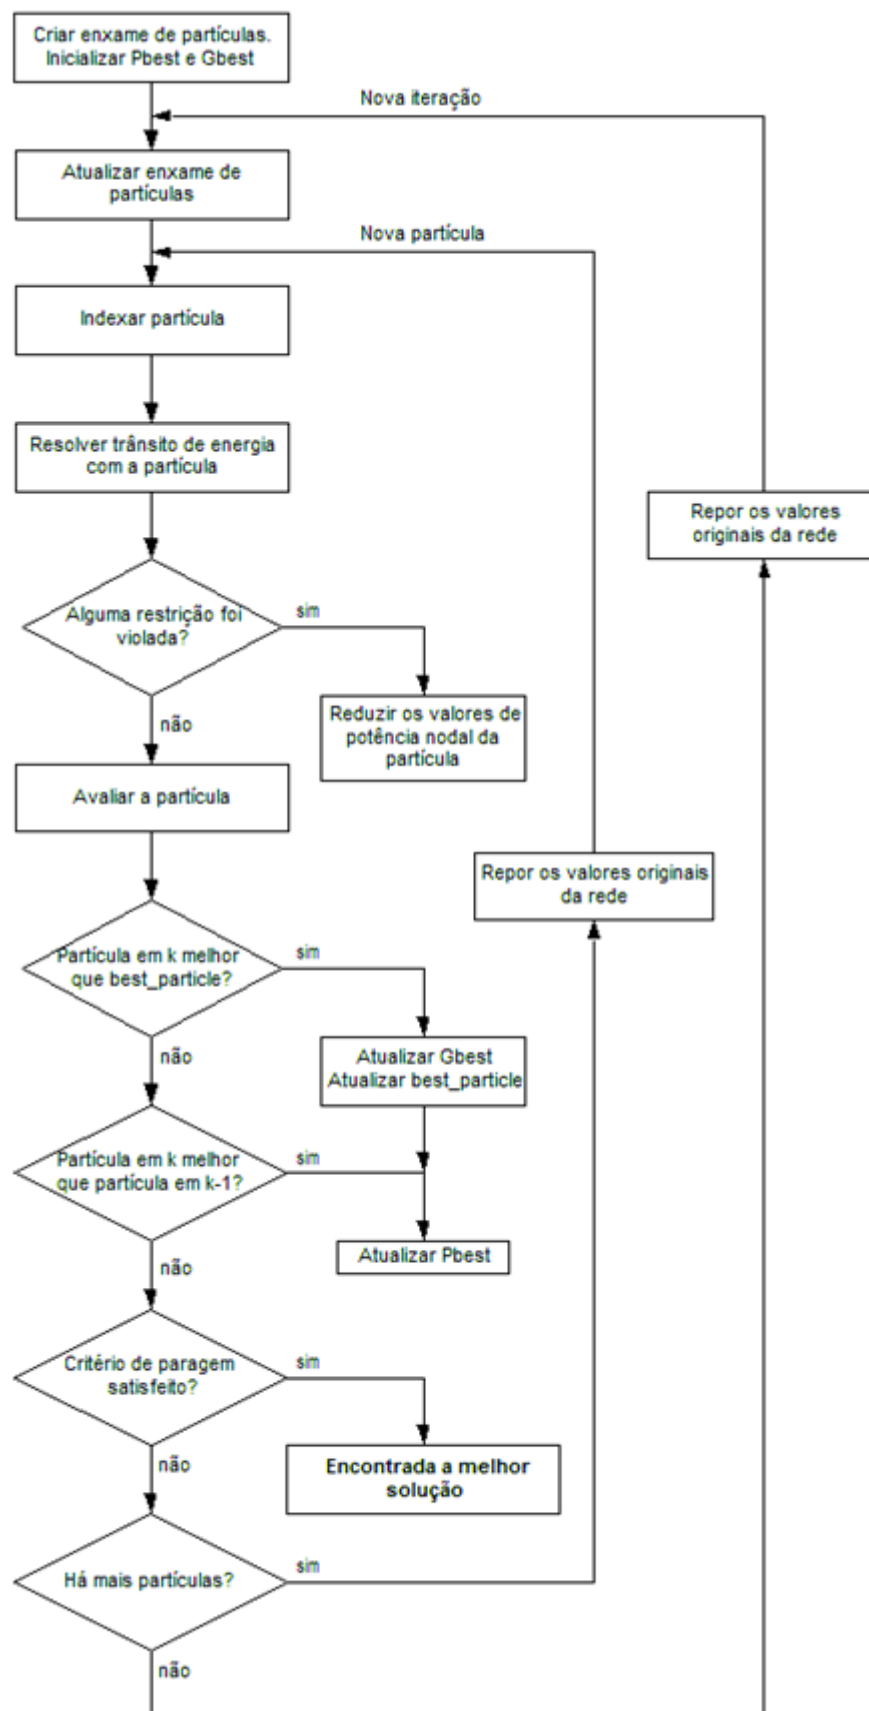 Criar enxame de partículas.
Inicializar Pbest e Gbest
Nova iteração
Atualizar enxame de
partículas
Nova partícula
Indexar partícula
Resolver trânsito de energia
com a partícula
Repor os valores
originais da rede
Alguma restrição foi
violada?
sim
não
Reduzir os valores de
potência nodal da
partícula
Avaliar a partícula
Repor os valores originais
da rede
Partícula em k melhor
que best_particle?
sim
não
Atualizar Gbest
Atualizar best_particle
Partícula em k melhor
que partícula em k-1?
sim
não
Atualizar Pbest
Critério de paragem
satisfeito?
sim
não
Encontrada a melhor
solução
Há mais partículas?
sim
não